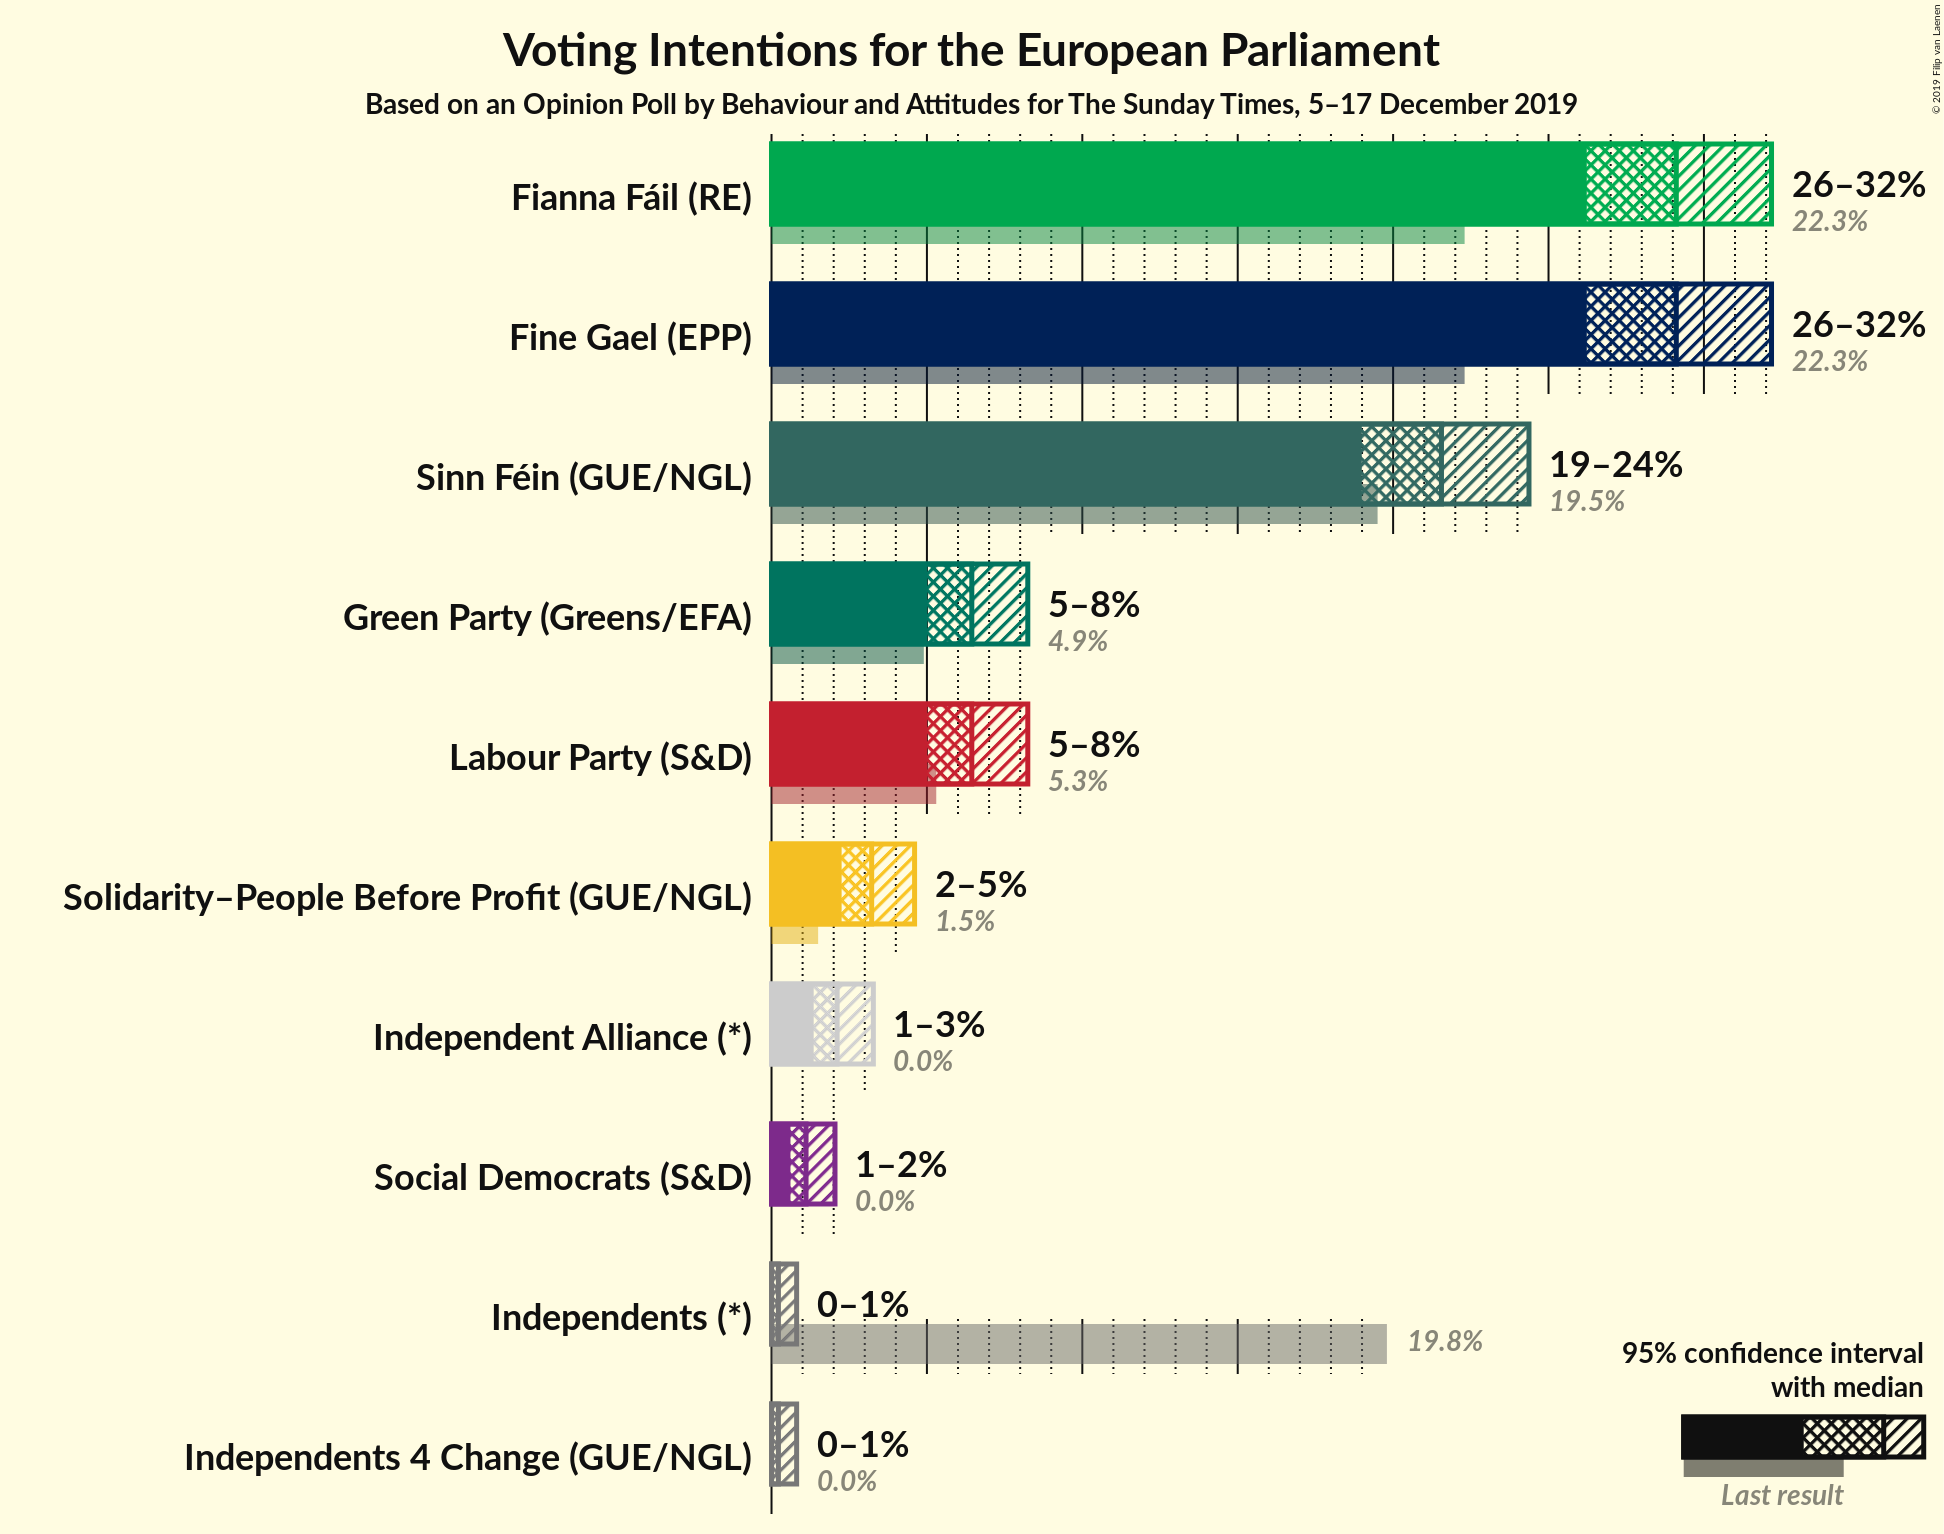 Voting Intentions for the European Parliament
Based on an Opinion Poll by Behaviour and Attitudes for The Sunday Times, 5–17 December 2019
© 2019 Filip van Laenen
Fianna Fáil (RE)
26–32%
22.3%
Fine Gael (EPP)
26–32%
22.3%
Sinn Féin (GUE/NGL)
19–24%
19.5%
Green Party (Greens/EFA)
5–8%
4.9%
Labour Party (S&D)
5–8%
5.3%
Solidarity–People Before Profit (GUE/NGL)
2–5%
1.5%
Independent Alliance (*)
1–3%
0.0%
Social Democrats (S&D)
1–2%
0.0%
Independents (*)
0–1%
19.8%
Independents 4 Change (GUE/NGL)
0–1%
0.0%
95% confidence interval
with median
Last result